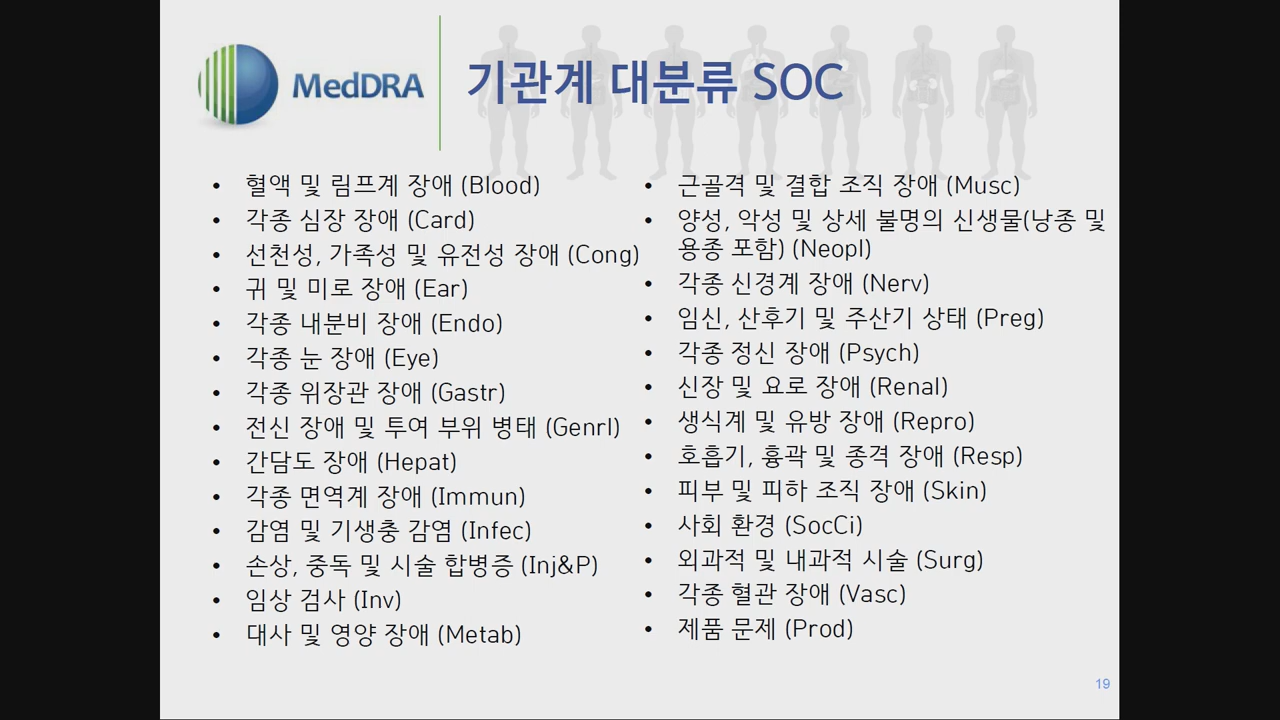 MedDRA
기관계 대분류 SOC
• 혈액 및 림프계 장애 (Blood)
• 각종 심장 장애 (Card)
• 선천성, 가족성 및 유전성 장애 (Cong)
• 귀 및 미로 장애 (Ear)
• 각종 내분비 장애 (Endo)
• 각종 눈 장애 (Eye)
• 각종 위장관 장애 (Gastr)
• 전신 장애 및 투여 부위 병태 (Genrl)
• 간담도 장애 (Hepat)
• 각종 면역계 장애 (Immun)
• 감염 및 기생충 감염 (Infec)
• 손상, 중독 및 시술 합병증 (Inj&P)
• 임상 검사 (Inv)
• 대사 및 영양 장애 (Metab)
• 근골격 및 결합 조직 장애 (Musc)
• 양성, 악성 및 상세 불명의 신생물(낭종 및
용종 포함) (Neopl)
• 각종 신경계 장애 (Nerv)
• 임신, 산후기 및 주산기 상태 (Preg)
• 각종 정신 장애 (Psych)
• 신장 및 요로 장애 (Renal)
• 생식계 및 유방 장애 (Repro)
• 호흡기, 흉곽 및 종격 장애 (Resp)
• 피부 및 피하 조직 장애 (Skin)
• 사회 환경 (SocCi)
• 외과적 및 내과적 시술 (Surg)
• 각종 혈관 장애 (Vasc)
• 제품 문제 (Prod)
19